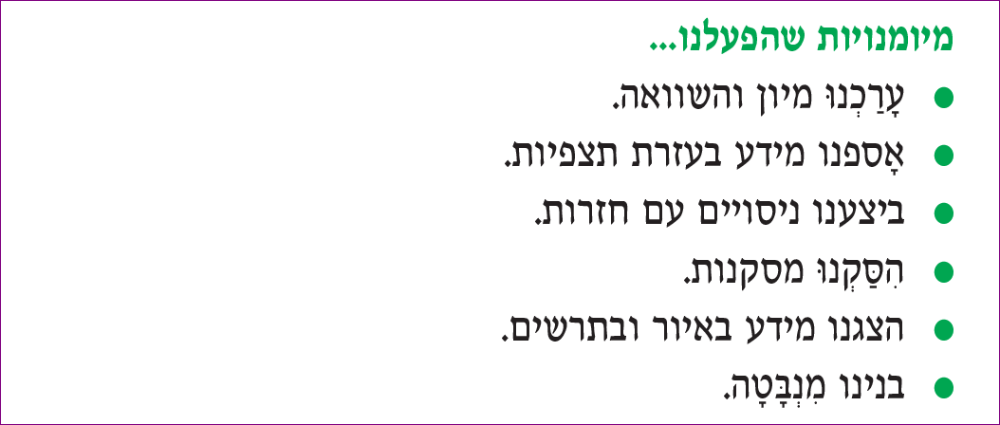 מיומנויות שהפעלנו...
● עָרַכְנוּ מיון והשוואה.
● אָספנו מידע בעזרת תצפיות.
● ביצענו ניסויים עם חזרות.
● הִסַּקְנוּ מסקנות.
● הצגנו מידע באיור ובתרשים.
● בנינו מִנְבָּטָה.